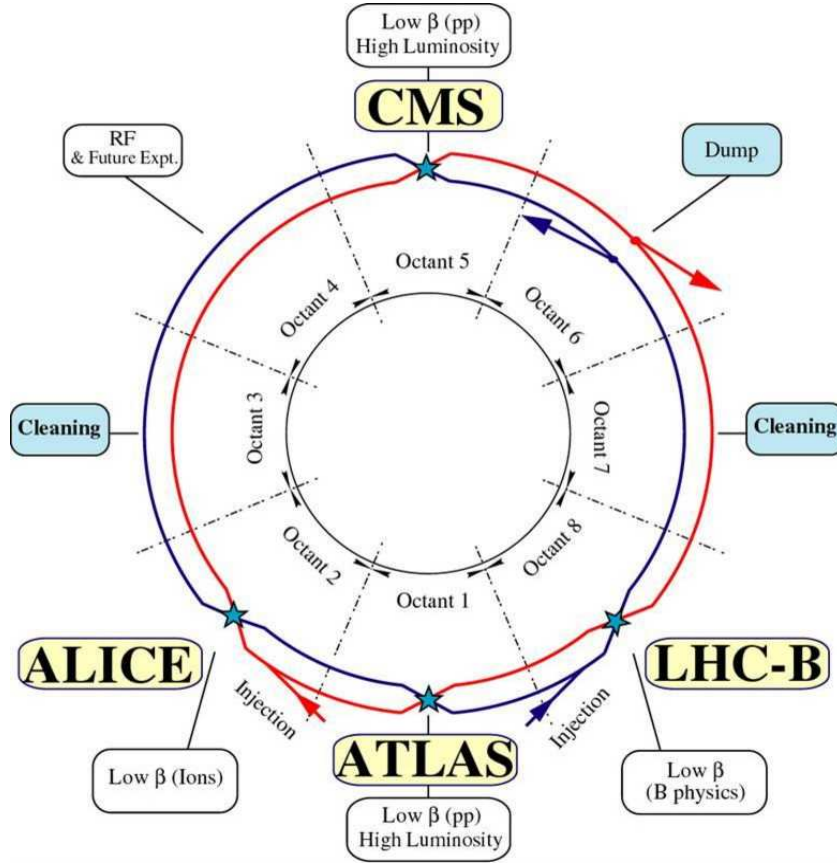 Low β (pp)
High Luminosity
CMS
RF
& Future Expt.
Dump
Octant 5
Octant 4
Octant 6
Cleaning
Octant 3
Octant 7
Cleaning
Octant 2
Octant 8
Octant 1
ALICE
LHC-B
Injection
Injection
ATLAS
Low β (Ions)
Low β
(B physics)
Low β (pp)
High Luminosity